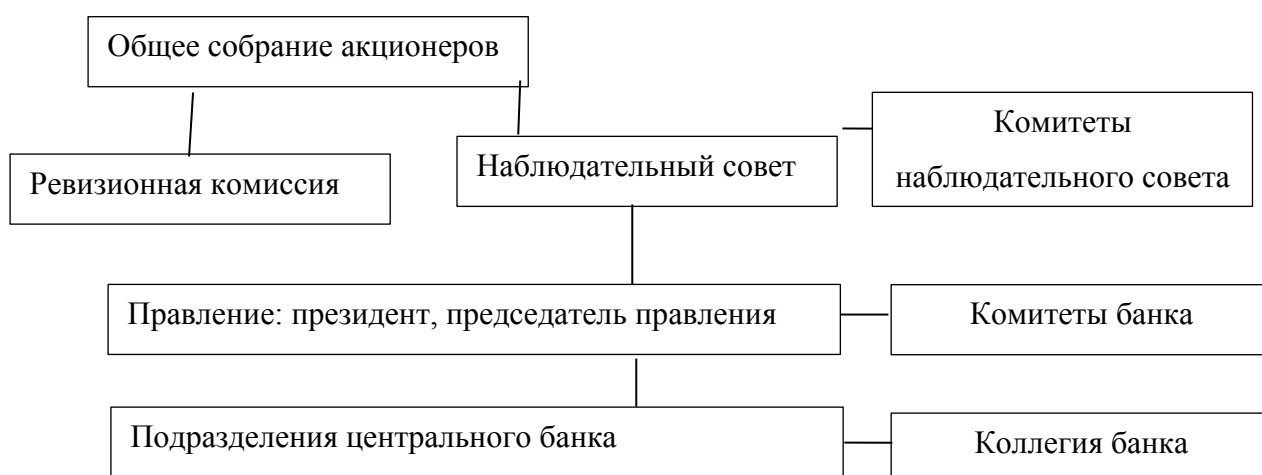 Общее собрание акционеров
Ревизионная комиссия
Наблюдательный совет
Комитеты
наблюдательного совета
Правление: президент, председатель правления
Комитеты банка
Подразделения центрального банка
Коллегия банка